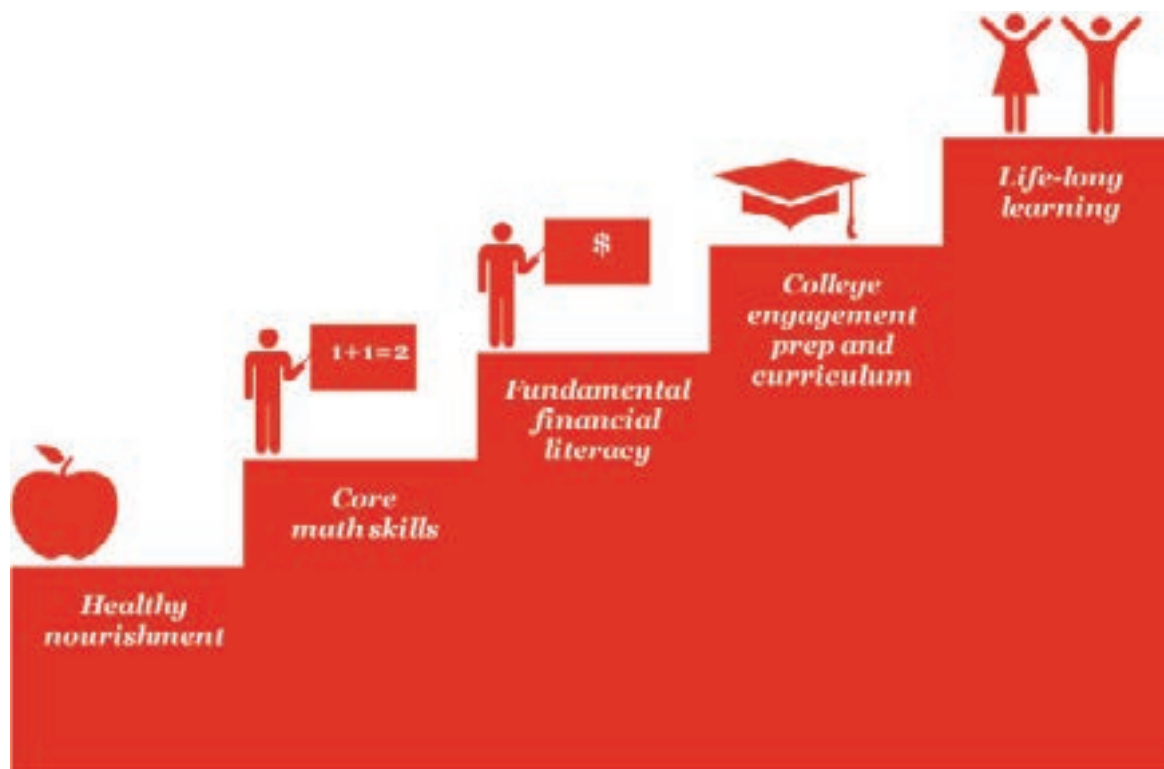 Life-long
learning
$
College
engagement
prep and
curriculum
1+1=2
Fundamental
financial
literacy
Core
math skills
Healthy
nourishment